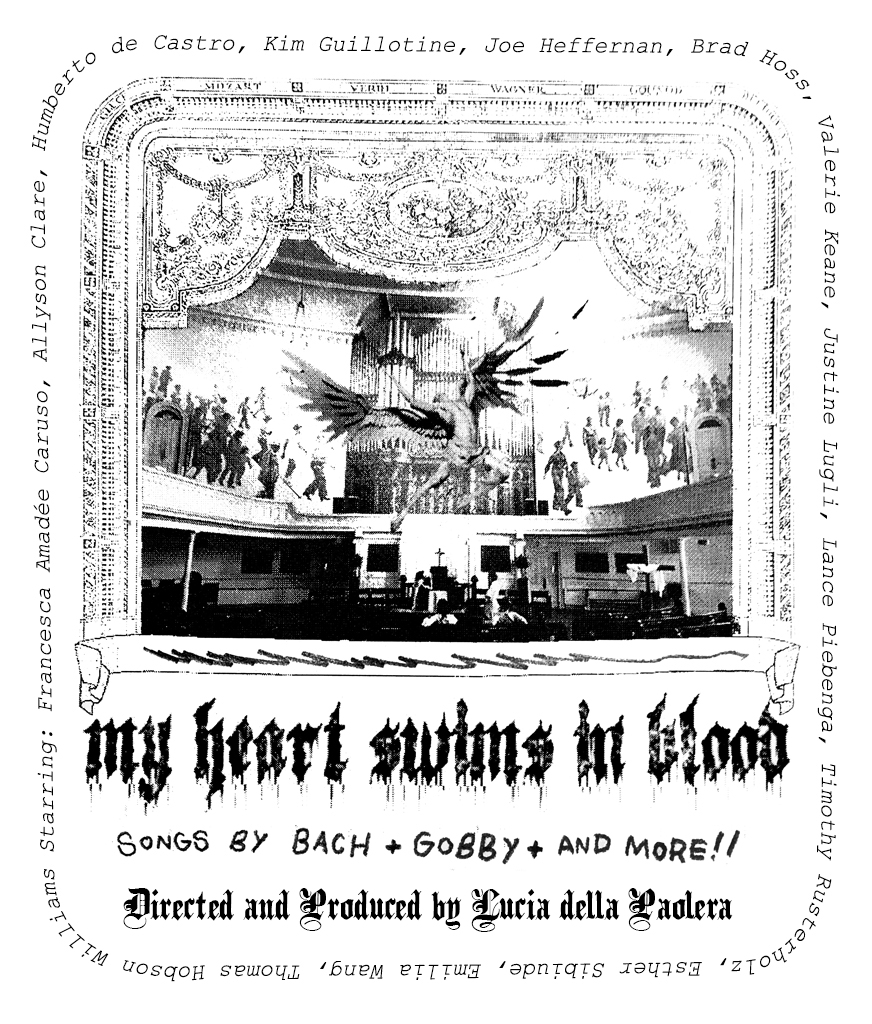 Starring: Francesca Amadée Caruso, Allyson Clare, Humberto de Castro, Kim Guillotine, Joe Heffernan, Brad Hoss, Valerie Keane, Justine Lugli, Lance Piebenga, Timothy Rusterholz, Esther Sibiude, Emilia Wang, Thomas Hobson Williams
MOZART VERDI WAGNER GOUNOD
my heart swims in blood
SONGS BY BACH + GOBBY + AND MORE!!
Directed and Produced by Lucia della Paolera